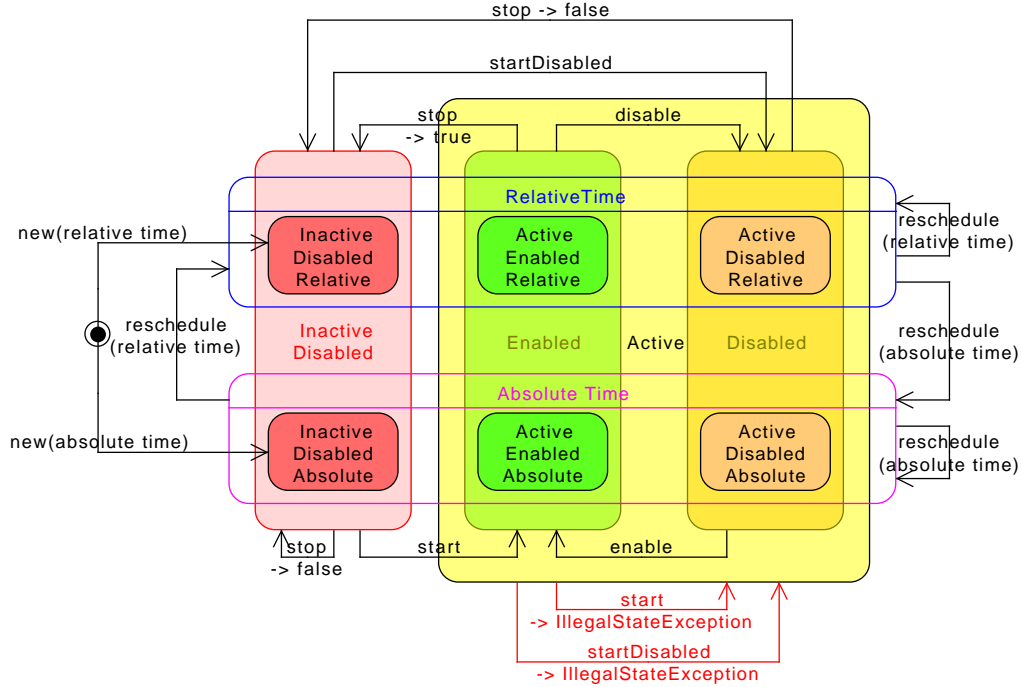 stop -> false
startDisabled
stop
-> true
disable
RelativeTime
new(relative time)
Inactive
Disabled
Relative
Active
Enabled
Relative
Active
Disabled
Relative
reschedule
(relative time)
reschedule
(relative time)
Inactive
Disabled
Enabled
Active
Disabled
reschedule
(absolute time)
Absolute Time
new(absolute time)
Inactive
Disabled
Absolute
Active
Enabled
Absolute
Active
Disabled
Absolute
reschedule
(absolute time)
stop
-> false
start
enable
start
-> IllegalStateException
startDisabled
-> IllegalStateException